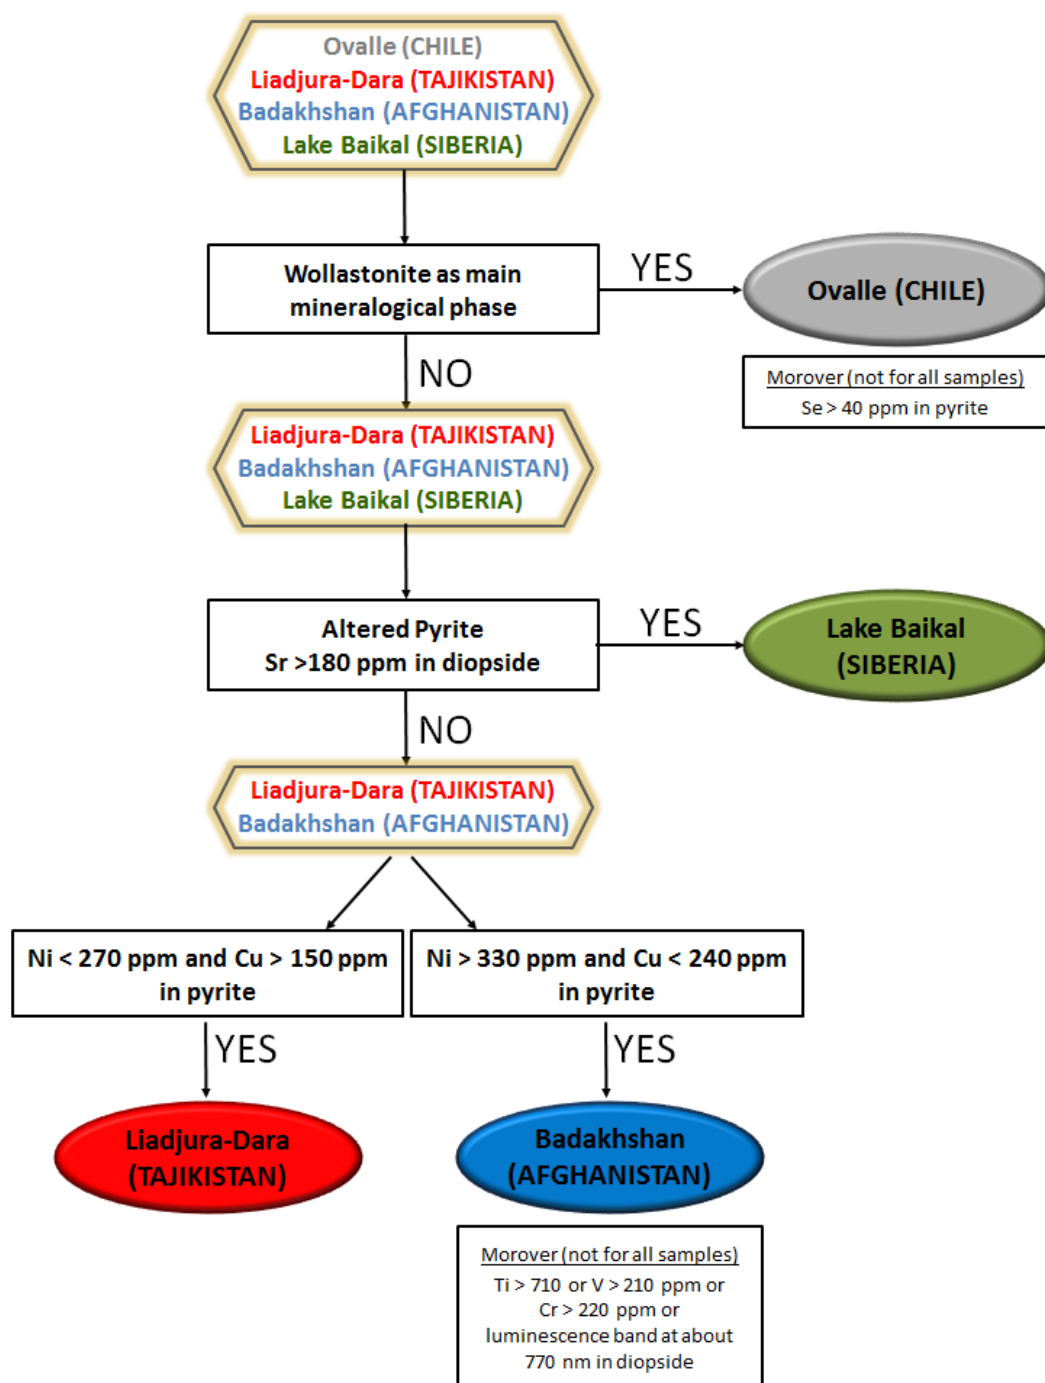 Ovalle (CHILE)
Liadjura-Dara (TAJIKISTAN)
Badakhshan (AFGHANISTAN)
Lake Baikal (SIBERIA)
Wollastonite as main
mineralogical phase
YES
Ovalle (CHILE)
Morover (not for all samples)
Se > 40 ppm in pyrite
NO
Liadjura-Dara (TAJIKISTAN)
Badakhshan (AFGHANISTAN)
Lake Baikal (SIBERIA)
Altered Pyrite
Sr >180 ppm in diopside
YES
Lake Baikal
(SIBERIA)
NO
Liadjura-Dara (TAJIKISTAN)
Badakhshan (AFGHANISTAN)
Ni < 270 ppm and Cu > 150 ppm
in pyrite
Ni > 330 ppm and Cu < 240 ppm
in pyrite
YES
YES
Liadjura-Dara
(TAJIKISTAN)
Badakhshan
(AFGHANISTAN)
Morover (not for all samples)
Ti > 710 or V > 210 ppm or
Cr > 220 ppm or
luminescence band at about
770 nm in diopside